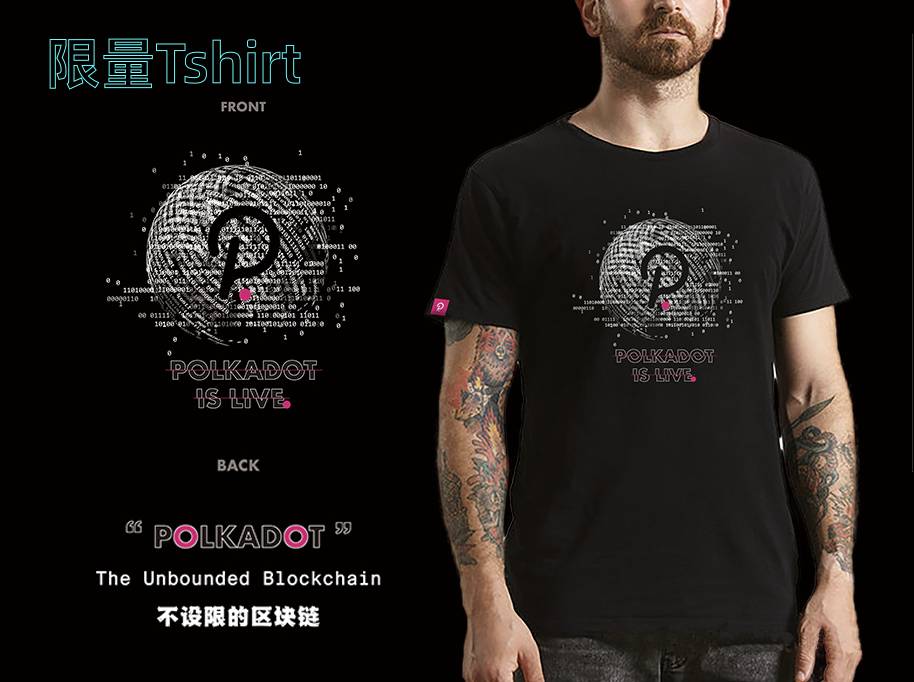 限量Tshirt
FRONT
POLKADOT
IS LIVE
BACK
“ POLKADOT ”
The Unbounded Blockchain
不设限的区块链
POLKADOT
IS LIVE